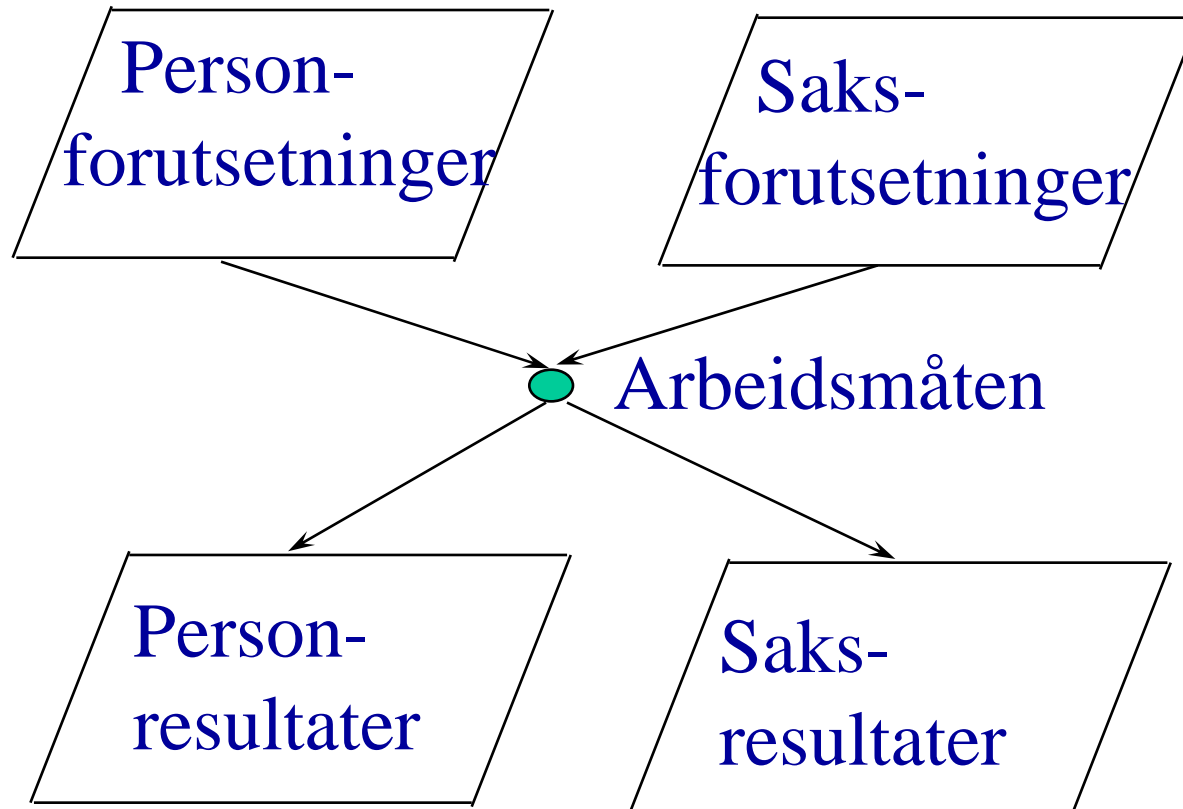 Person-
forutsetninger
Saks-
forutsetninger
Arbeidsmåten
Person-
resultater
Saks-
resultater